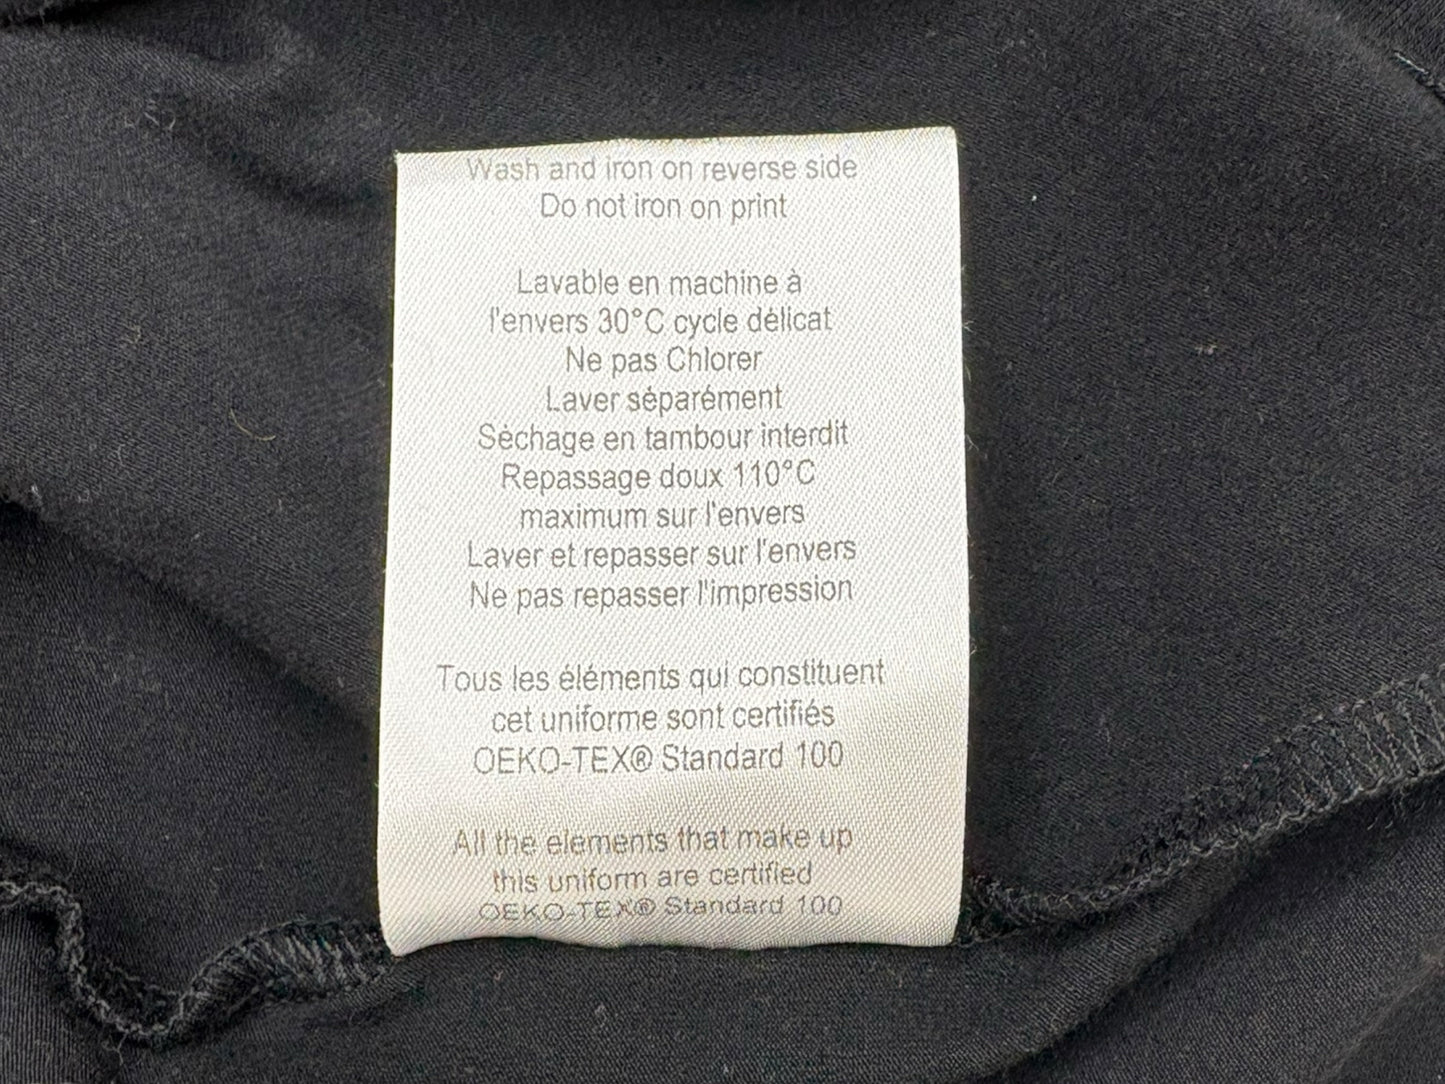 Wash and iron on reverse side
Do not iron on print
Lavable en machine à
l'envers 30°C cycle délicat
Ne pas Chlorer
Laver séparément
Séchage en tambour interdit
Repassage doux 110°C
maximum sur l'envers
Laver et repasser sur l'envers
Ne pas repasser l'impression
Tous les éléments qui constituent
cet uniforme sont certifiés
OEKO-TEX® Standard 100
All the elements that make up
this uniform are certified
OEKO-TEX® Standard 100